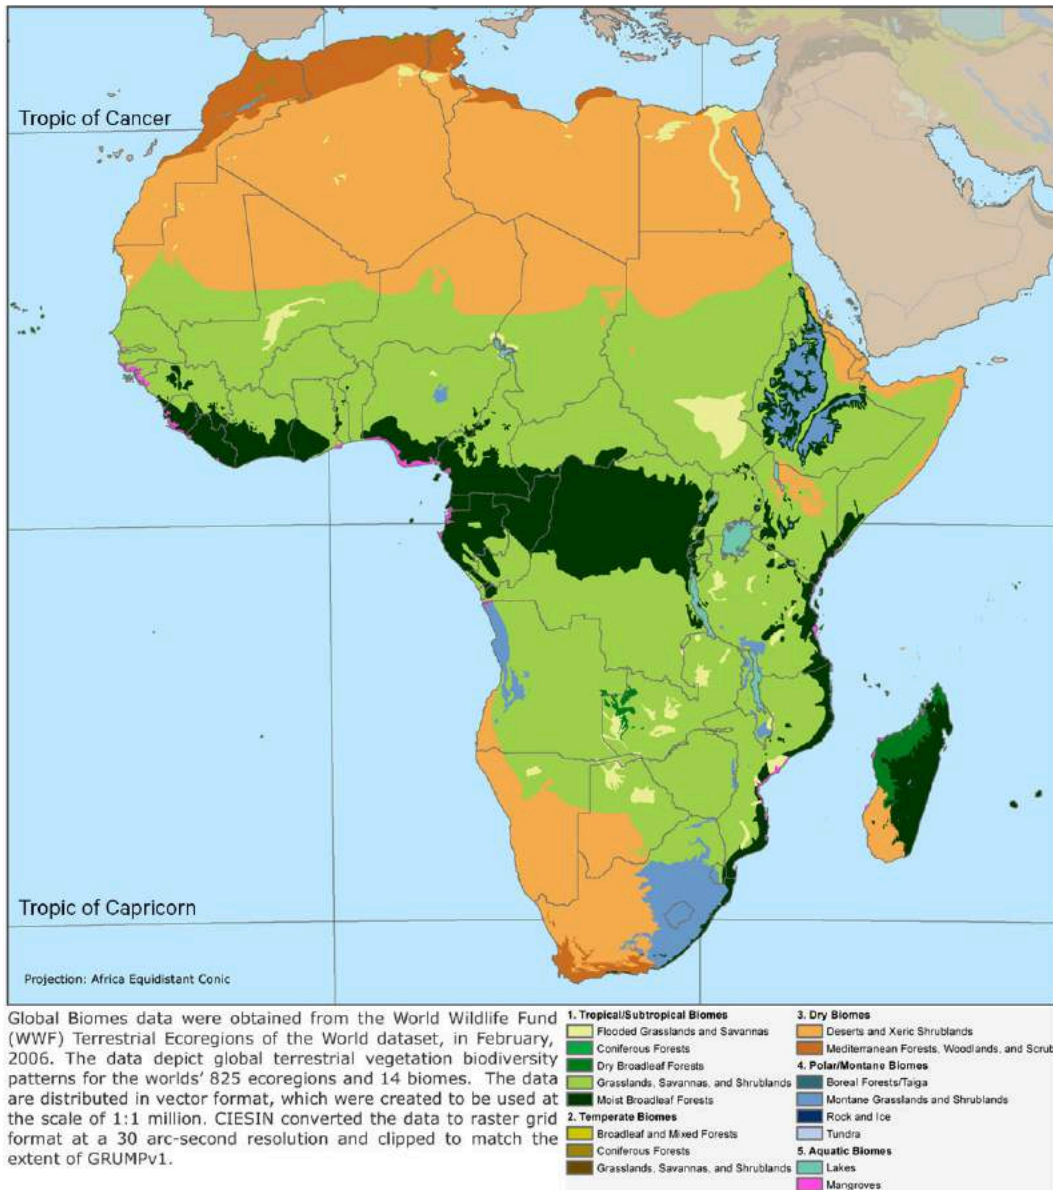 Tropic of Cancer
Tropic of Capricorn
Projection: Africa Equidistant Conic
Global Biomes data were obtained from the World Wildlife Fund
(WWF) Terrestrial Ecoregions of the World dataset, in February,
2006. The data depict global terrestrial vegetation biodiversity
patterns for the worlds' 825 ecoregions and 14 biomes. The data
are distributed in vector format, which were created to be used at
the scale of 1:1 million. CIESIN converted the data to raster grid
format at a 30 arc-second resolution and clipped to match the
extent of GRUMPv1.
1. Tropical/Subtropical Biomes
Flooded Grasslands and Savannas
Coniferous Forests
Dry Broadleaf Forests
Grasslands, Savannas, and Shrublands
Moist Broadleaf Forests
2. Temperate Biomes
Broadleaf and Mixed Forests
Coniferous Forests
Grasslands, Savannas, and Shrublands
3. Dry Biomes
Deserts and Xeric Shrublands
Mediterranean Forests, Woodlands, and Scrub
4. Polar/Montane Biomes
Boreal Forests/Taiga
Montane Grasslands and Shrublands
Rock and Ice
Tundra
5. Aquatic Biomes
Lakes
Mangroves